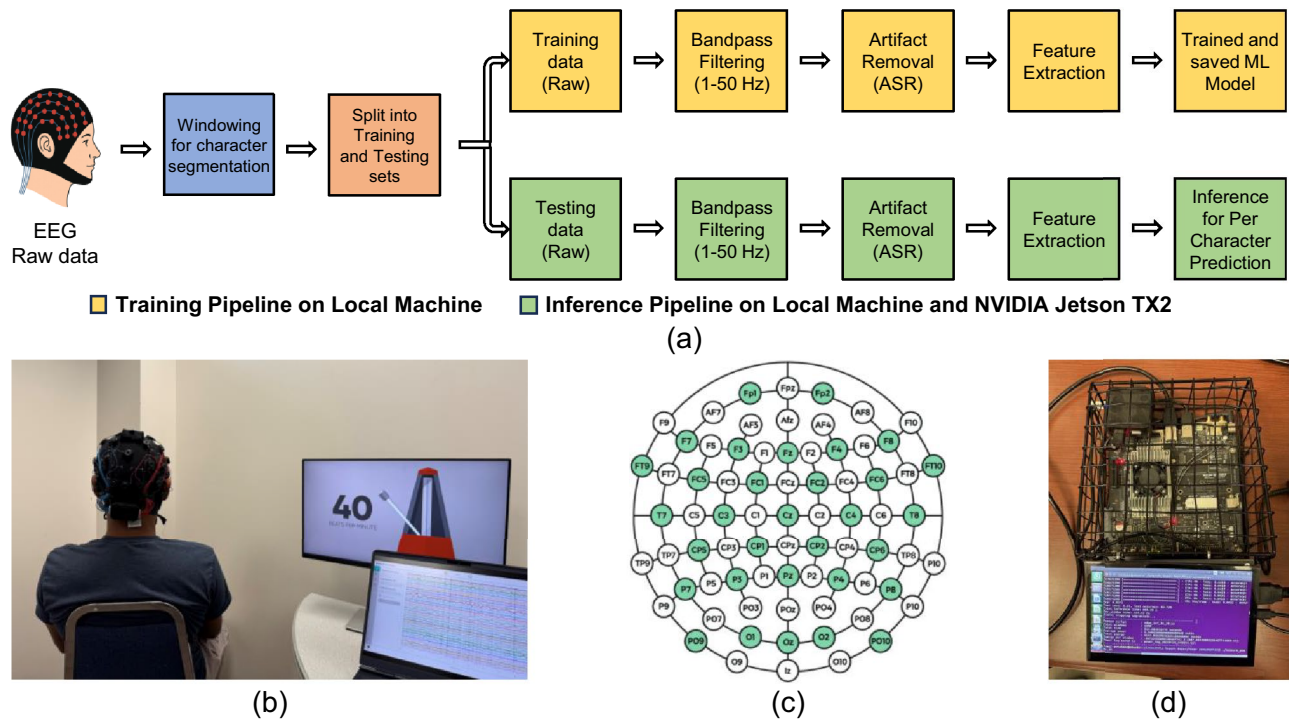 EEG
Raw data
Windowing
for character
segmentation
Split into
Training
and Testing
sets
Training
data
(Raw)
Bandpass
Filtering
(1-50 Hz)
Artifact
Removal
(ASR)
Feature
Extraction
Trained and
saved ML
Model
Testing
data
(Raw)
Bandpass
Filtering
(1-50 Hz)
Artifact
Removal
(ASR)
Feature
Extraction
Inference
for Per
Character
Prediction
Training Pipeline on Local Machine
Inference Pipeline on Local Machine and NVIDIA Jetson TX2
(a)
40
BEATS PER MINUTE
(b)
Fp1 Fpz Fp2
AF7 AF3 Afz AF4 AF8
F9 F7 F5 F3 F1 Fz F2 F4 F6 F8 F10
FT9 FT7 FC5 FC3 FC1 FCz FC2 FC4 FC6 FT8 FT10
T7 C5 C3 C1 Cz C2 C4 C6 T8
TP9 TP7 CP5 CP3 CP1 CPz CP2 CP4 CP6 TP8 P10
P9 P7 P5 P3 P1 Pz P2 P4 P6 P8 P10
PO9 PO7 PO3 POz PO4 PO8 PO10
O1 Oz O2
O9 Iz O10
(c)
(d)